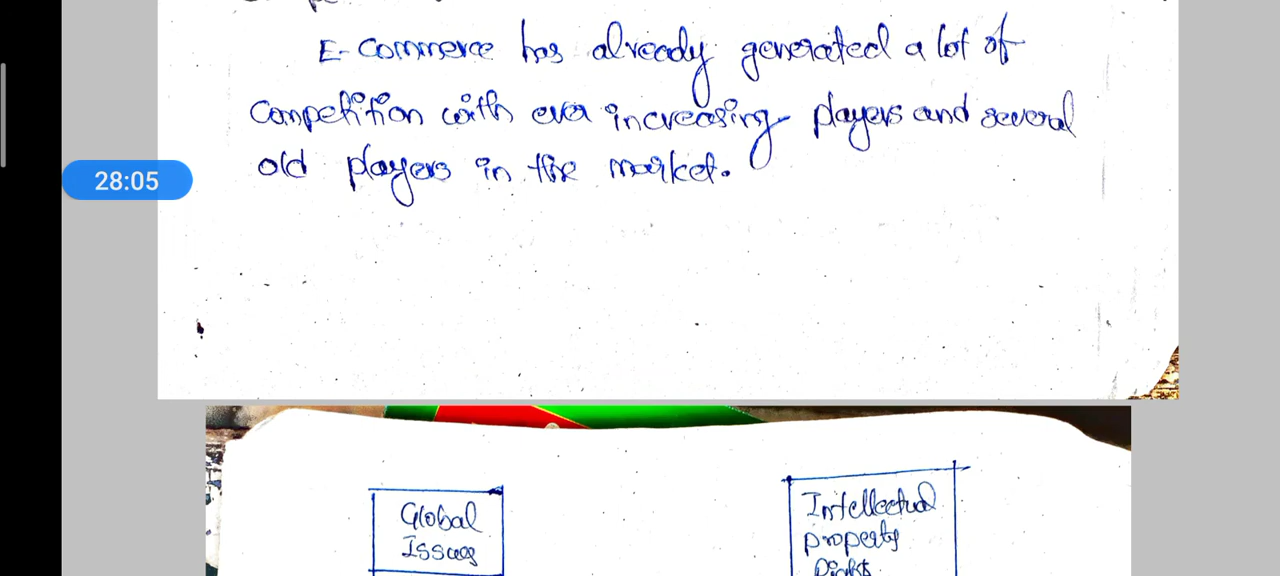 E-Commerce has already generated a lot of
Competition with ever increasing players and several
old players in the market.
28:05
Global
Issues
Intellectual
property
Rights